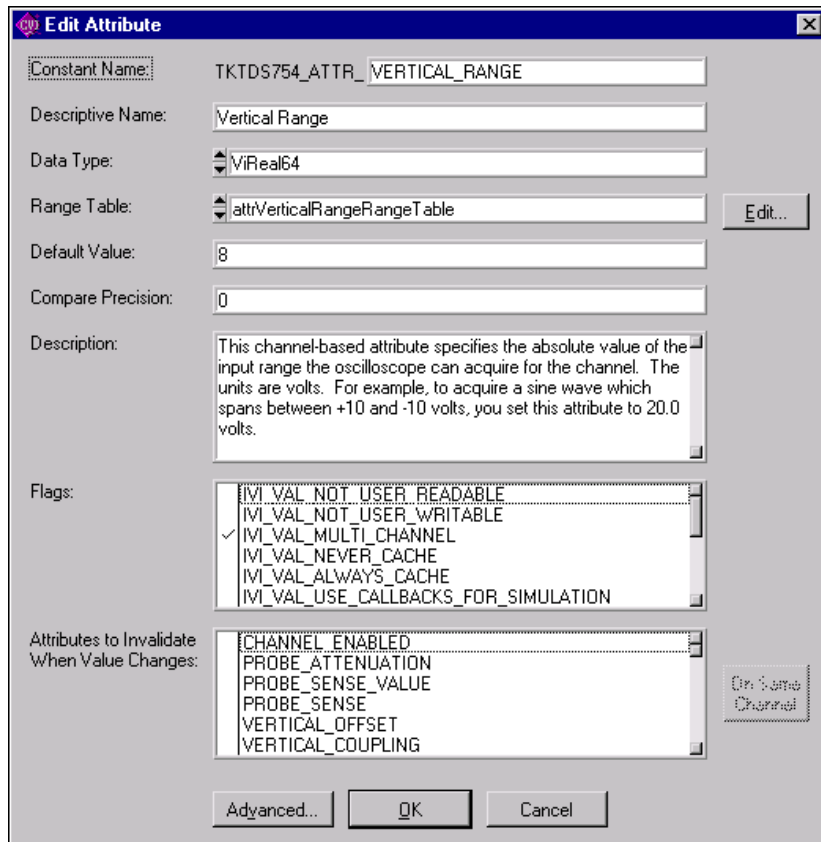 CVI Edit Attribute
Constant Name: TKTDS754_ATTR_ VERTICAL_RANGE
Descriptive Name: Vertical Range
Data Type: ViReal64
Range Table: attrVerticalRangeRangeTable Edit...
Default Value: 8
Compare Precision: 0
Description: This channel-based attribute specifies the absolute value of the
input range the oscilloscope can acquire for the channel. The
units are volts. For example, to acquire a sine wave which
spans between +10 and -10 volts, you set this attribute to 20.0
volts.
Flags: IVI_VAL_NOT_USER_READABLE
IVI_VAL_NOT_USER_WRITABLE
IVI_VAL_MULTI_CHANNEL
IVI_VAL_NEVER_CACHE
IVI_VAL_ALWAYS_CACHE
IVI_VAL_USE_CALLBACKS_FOR_SIMULATION
Attributes to Invalidate CHANNEL_ENABLED
When Value Changes: PROBE_ATTENUATION
PROBE_SENSE_VALUE On Same
PROBE_SENSE Channel
VERTICAL_OFFSET
VERTICAL_COUPLING
Advanced... OK Cancel